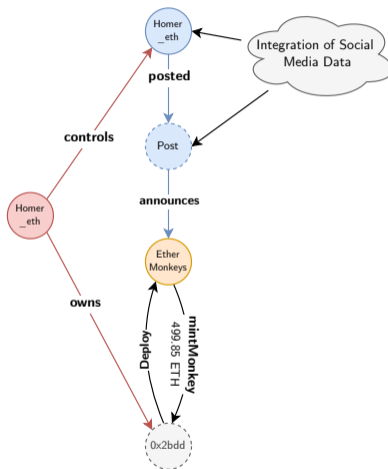 Homer
_eth
Integration of Social
Media Data
posted
controls
Post
announces
Homer
_eth
Ether
Monkeys
owns
Deploy
mintMonkey
499.85 ETH
0x2bdd